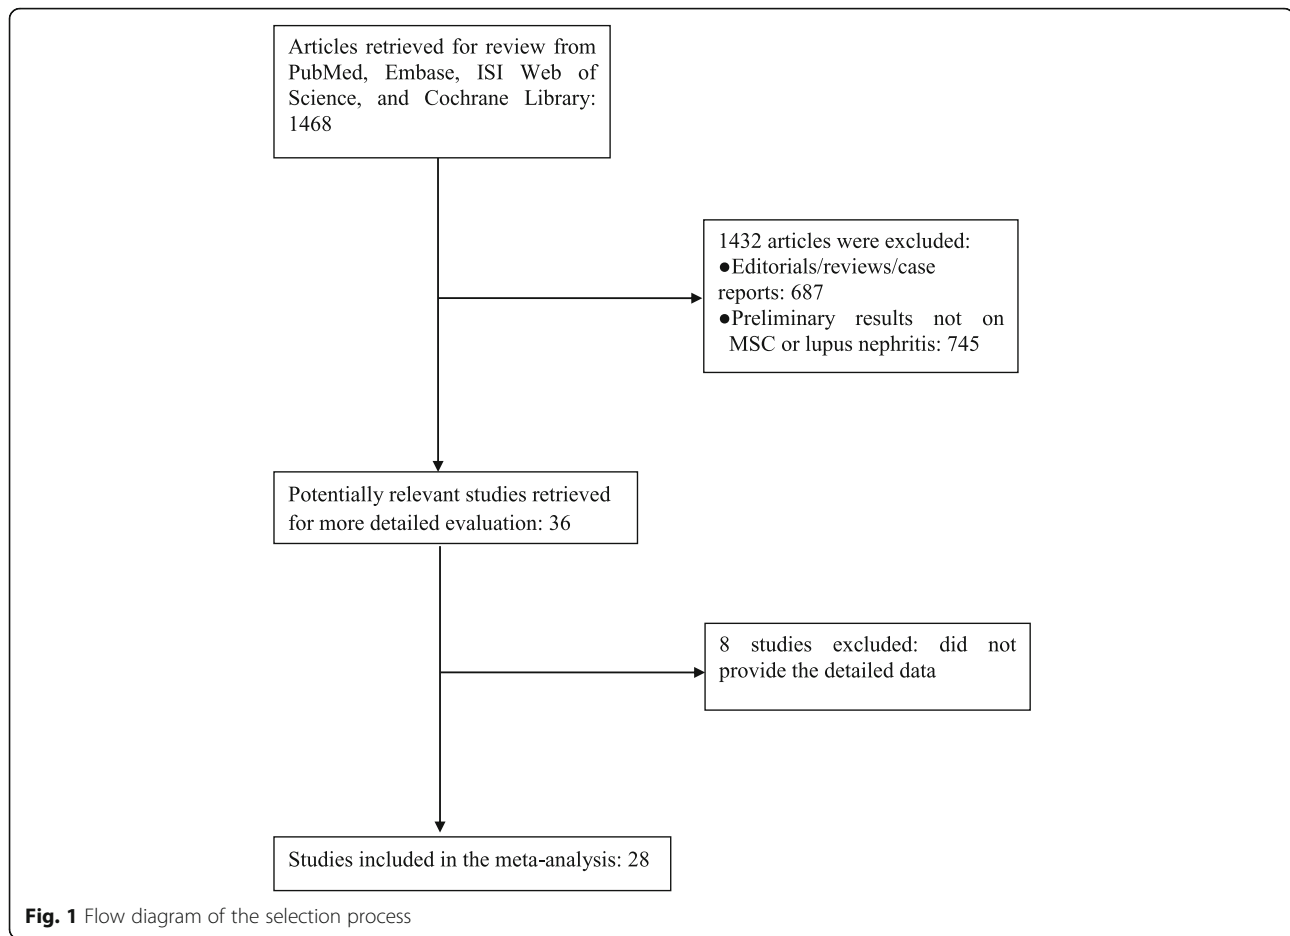 Articles retrieved for review from
PubMed, Embase, ISI Web of
Science, and Cochrane Library:
1468
1432 articles were excluded:
●Editorials/reviews/case
reports: 687
●Preliminary results not on
MSC or lupus nephritis: 745
Potentially relevant studies retrieved
for more detailed evaluation: 36
8 studies excluded: did not
provide the detailed data
Studies included in the meta-analysis: 28
Fig. 1 Flow diagram of the selection process